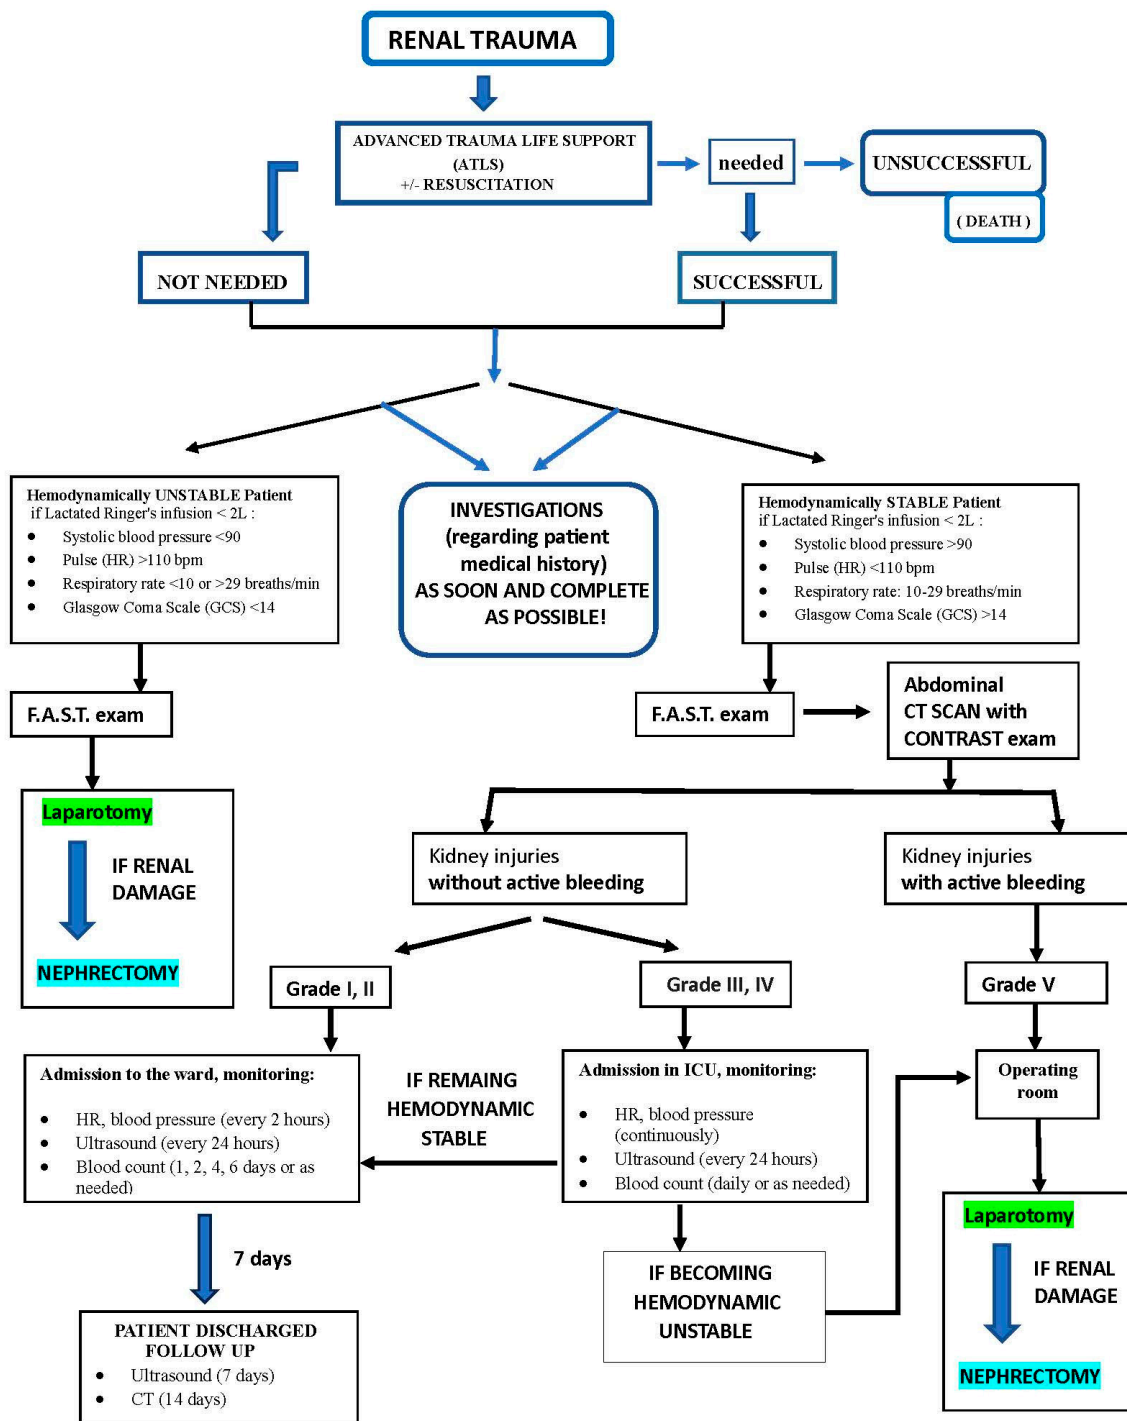 RENAL TRAUMA
ADVANCED TRAUMA LIFE SUPPORT
(ATLS)
+/- RESUSCITATION
needed
UNSUCCESSFUL
( DEATH )
NOT NEEDED
SUCCESSFUL
Hemodynamically UNSTABLE Patient
if Lactated Ringer's infusion < 2L :
• Systolic blood pressure <90
• Pulse (HR) >110 bpm
• Respiratory rate <10 or >29 breaths/min
• Glasgow Coma Scale (GCS) <14
INVESTIGATIONS
(regarding patient
medical history)
AS SOON AND COMPLETE
AS POSSIBLE!
Hemodynamically STABLE Patient
if Lactated Ringer's infusion < 2L :
• Systolic blood pressure >90
• Pulse (HR) <110 bpm
• Respiratory rate: 10-29 breaths/min
• Glasgow Coma Scale (GCS) >14
F.A.S.T. exam
F.A.S.T. exam
Abdominal
CT SCAN with
CONTRAST exam
Laparotomy
IF RENAL
DAMAGE
NEPHRECTOMY
Kidney injuries
without active bleeding
Kidney injuries
with active bleeding
Grade I, II
Grade III, IV
Grade V
Admission to the ward, monitoring:
• HR, blood pressure (every 2 hours)
• Ultrasound (every 24 hours)
• Blood count (1, 2, 4, 6 days or as
needed)
IF REMAING
HEMODYNAMIC
STABLE
Admission in ICU, monitoring:
• HR, blood pressure
(continuously)
• Ultrasound (every 24 hours)
• Blood count (daily or as needed)
Operating
room
7 days
IF BECOMING
HEMODYNAMIC
UNSTABLE
Laparotomy
IF RENAL
DAMAGE
NEPHRECTOMY
PATIENT DISCHARGED
FOLLOW UP
• Ultrasound (7 days)
• CT (14 days)